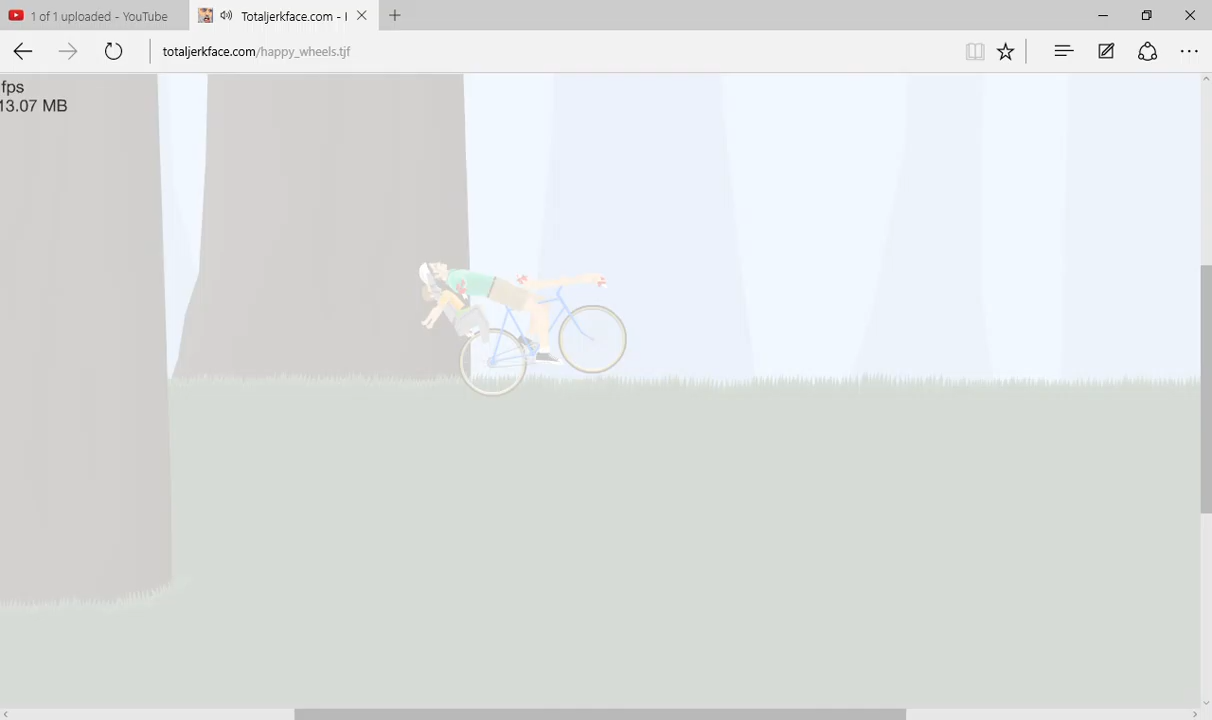 1 of 1 uploaded - YouTube
Totaljerkface.com - I
totaljerkface.com/happy_wheels.tjf
fps
13.07 MB